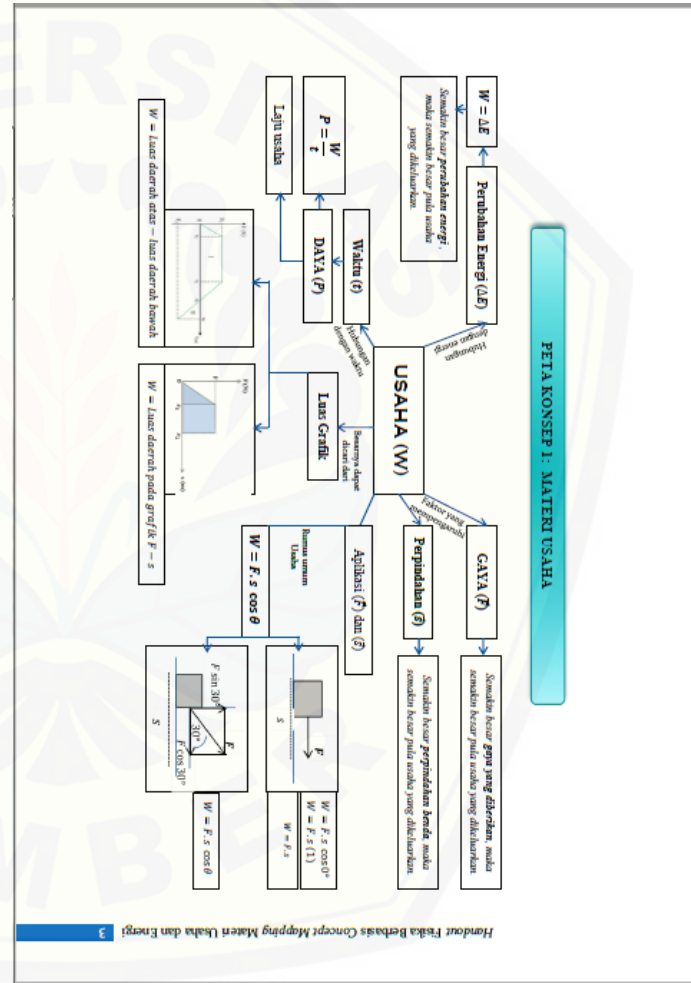 PETA KONSEP 1: MATERI USAHA
USAHA (W)
Hubungan
dengan energi
Perubahan Energi (ΔE)
W = ΔE
Semakin besar perubahan energi ,
maka semakin besar pula usaha
yang dikeluarkan.
Hubungan
dengan waktu
Waktu (t)
DAYA (P)
P = W/t
Laju usaha
Besarnya dapat
dicari dari
Luas Grafik
W = Luas daerah atas − luas daerah bawah
W = Luas daerah pada grafik F − s
Faktor yang
mempengaruhi
GAYA (F⃗)
Semakin besar gaya yang diberikan, maka
semakin besar pula usaha yang dikeluarkan.
Perpindahan (s⃗)
Semakin besar perpindahan benda, maka
semakin besar pula usaha yang dikeluarkan.
Aplikasi (F⃗) dan (s⃗)
Rumus umum
Usaha
W = F.s cos θ
F
S
W = F.s cos 0°
W = F.s (1)
W = F.s
F sin 30°
F
30°
F cos 30°
S
W = F.s cos θ
Handout Fisika Berbasis Concept Mapping Materi Usaha dan Energi
3